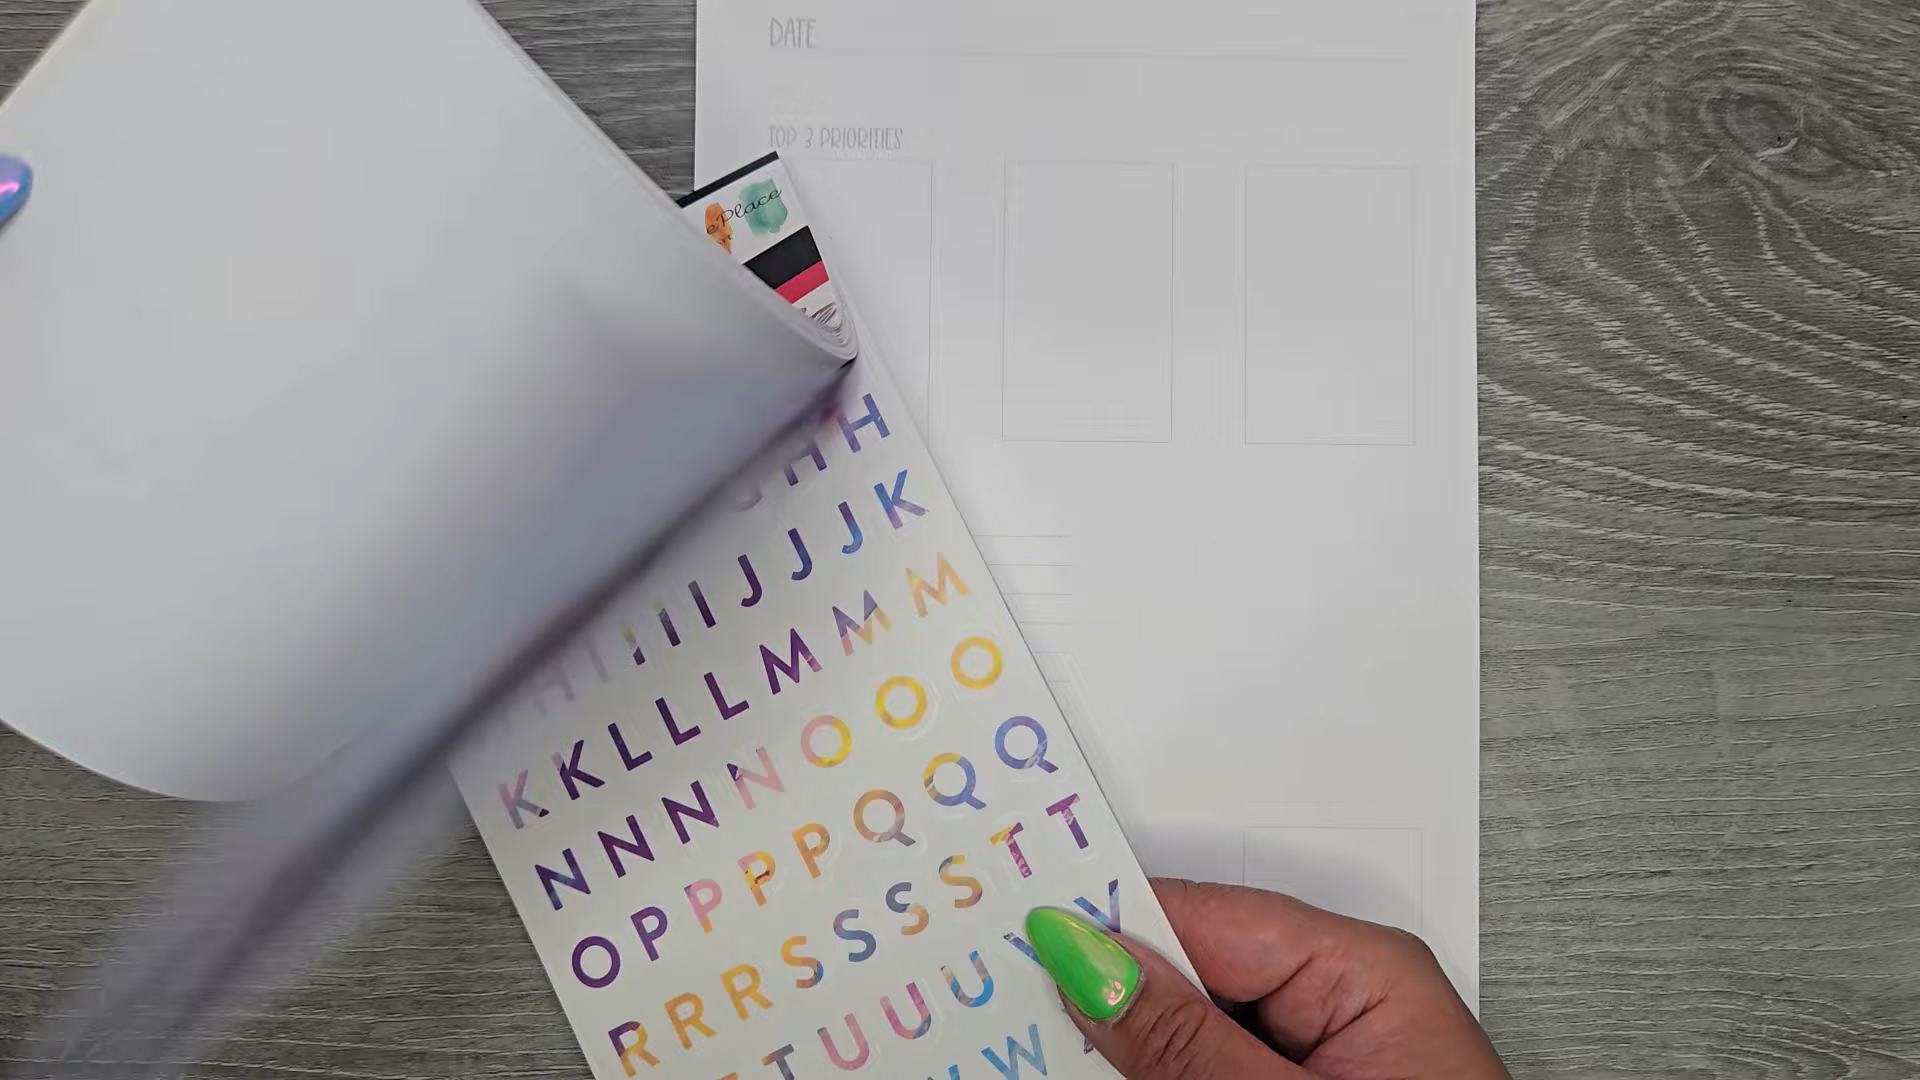 DATE
TOP 3 PRIORITIES
Place
H H
I I I J J J K
K K L L L M M M
N N N N O O O
O P P P P Q Q Q
R R R S S S S T T
T U U U V V
W